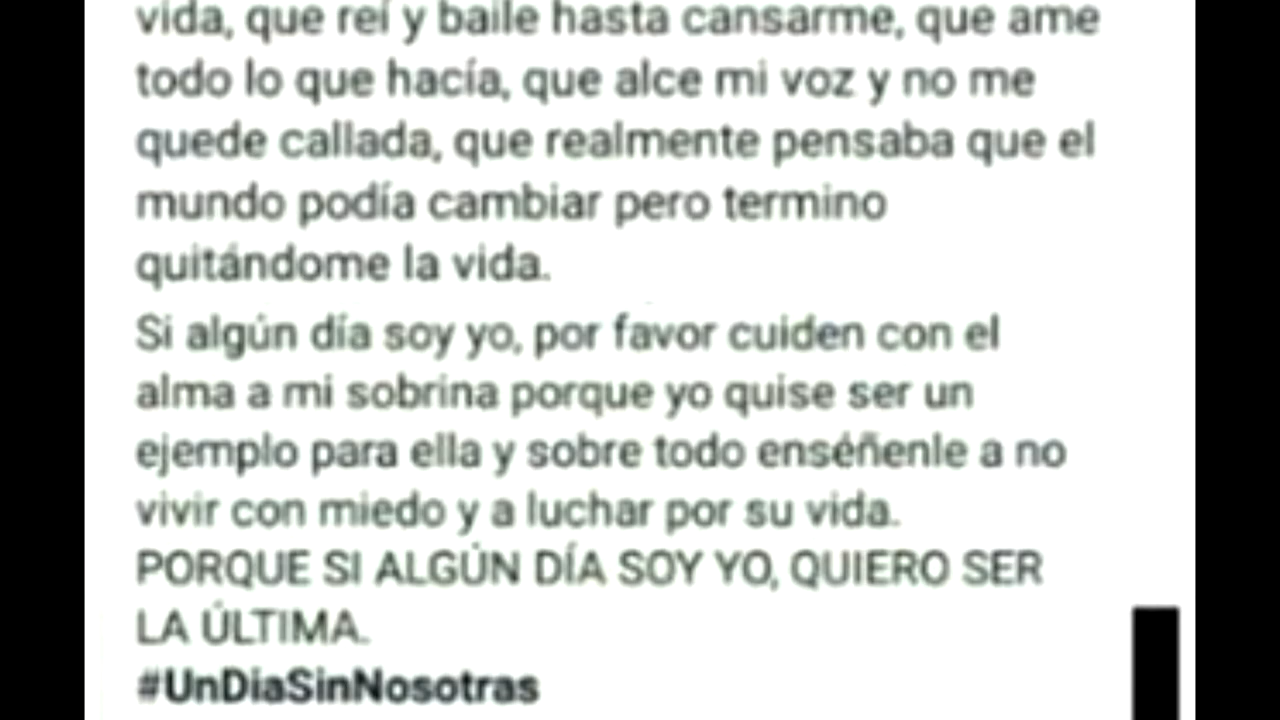 vida, que reí y baile hasta cansarme, que ame
todo lo que hacía, que alce mi voz y no me
quede callada, que realmente pensaba que el
mundo podía cambiar pero termino
quitándome la vida.
Si algún día soy yo, por favor cuiden con el
alma a mi sobrina porque yo quise ser un
ejemplo para ella y sobre todo enséñenle a no
vivir con miedo y a luchar por su vida.
PORQUE SI ALGÚN DÍA SOY YO, QUIERO SER
LA ÚLTIMA.
#UnDiaSinNosotras